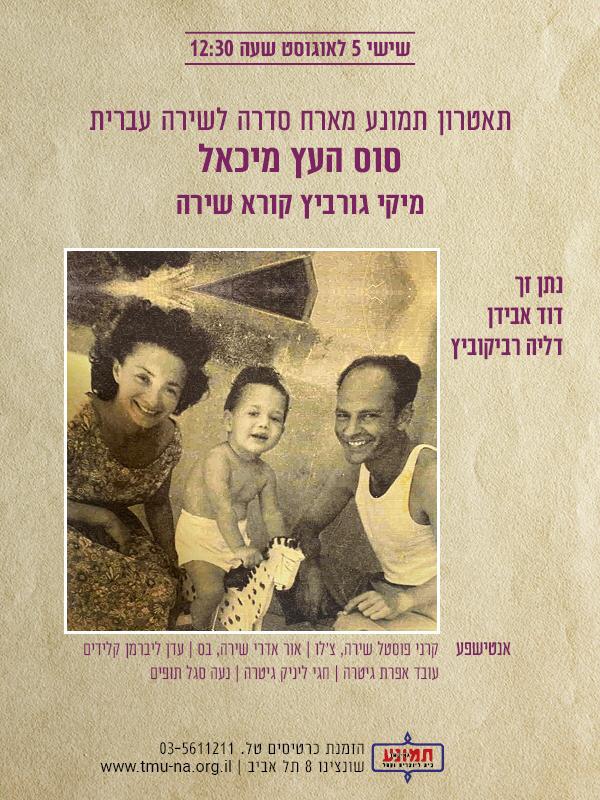 שישי 5 לאוגוסט שעה 12:30
תאטרון תמונע מארח סדרה לשירה עברית
סוס העץ מיכאל
מיקי גורביץ קורא שירה
נתן זך
דוד אבידן
דליה רביקוביץ
אנטישפע קרני פוסטל שירה, צ'לו | אור אדרי שירה, בס | עדן ליברמן קלידים
עובד אפרת גיטרה | חגי ליניק גיטרה | נעה סגל תופים
הזמנת כרטיסים טל. 03-5611211
שונצינו 8 תל אביב | www.tmu-na.org.il
תמונע